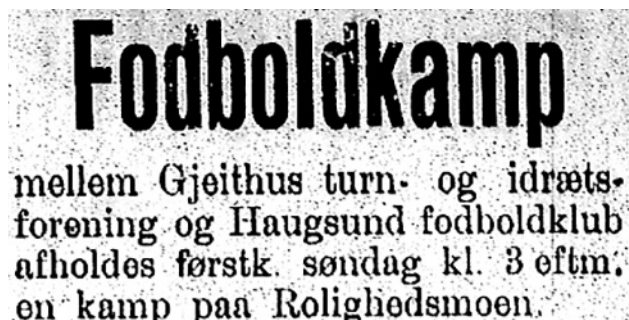 Fodboldkamp
mellem Gjeithus turn- og idræts-
forening og Haugsund fodboldklub
afholdes førstk. søndag kl. 3 eftm.
en kamp paa Rolighedsmoen.